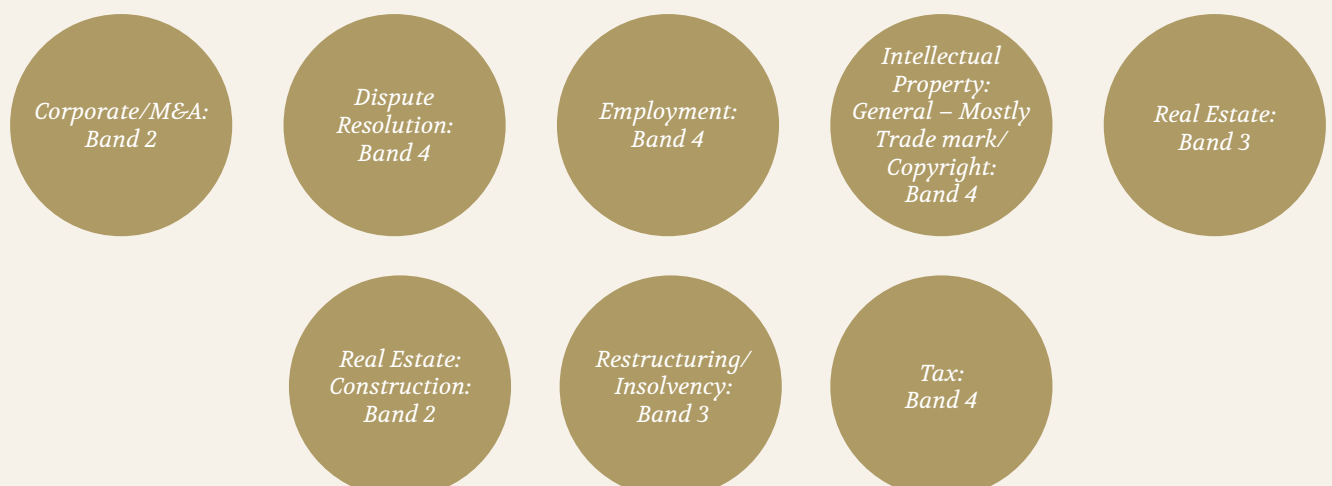 Corporate/M&A:
Band 2
Dispute
Resolution:
Band 4
Employment:
Band 4
Intellectual
Property:
General – Mostly
Trade mark/
Copyright:
Band 4
Real Estate:
Band 3
Real Estate:
Construction:
Band 2
Restructuring/
Insolvency:
Band 3
Tax:
Band 4